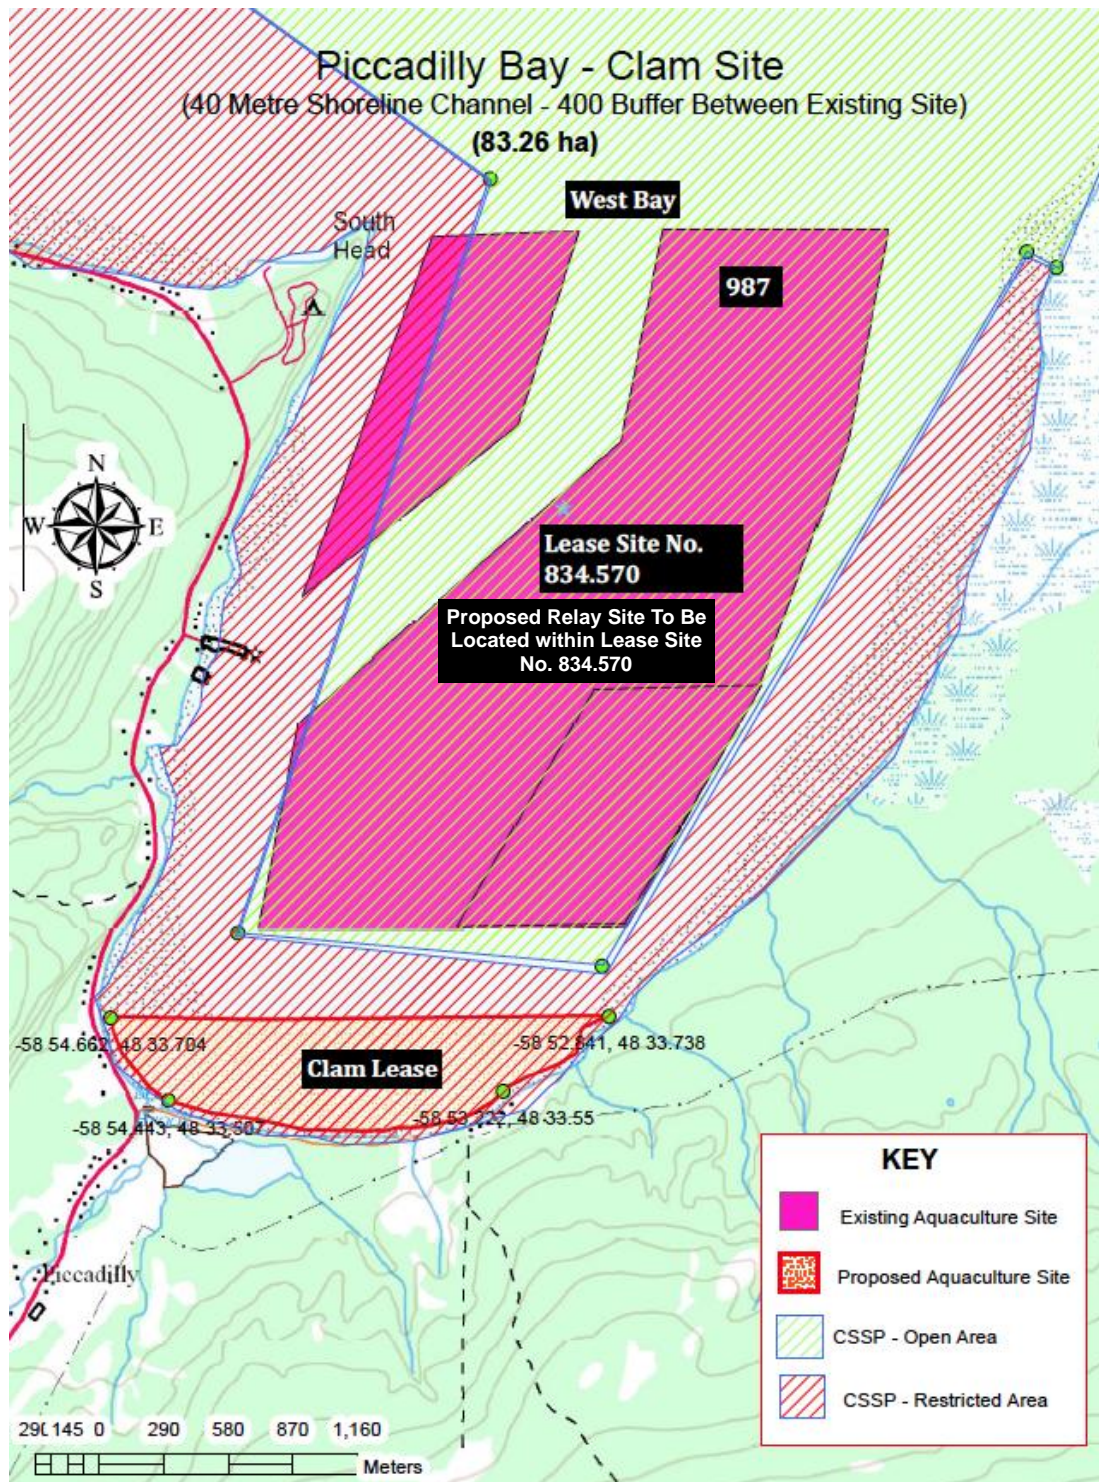 Piccadilly Bay - Clam Site
(40 Metre Shoreline Channel - 400 Buffer Between Existing Site)
(83.26 ha)
West Bay
South
Head
987
N
W E
S
Lease Site No.
834.570
Proposed Relay Site To Be
Located within Lease Site
No. 834.570
-58 54.662, 48 33.704
-58 52.841, 48 33.738
Clam Lease
-58 54.443, 48 33.507
-58 53.222, 48 33.55
Piccadilly
KEY
Existing Aquaculture Site
Proposed Aquaculture Site
CSSP - Open Area
CSSP - Restricted Area
290 145 0 290 580 870 1,160
Meters